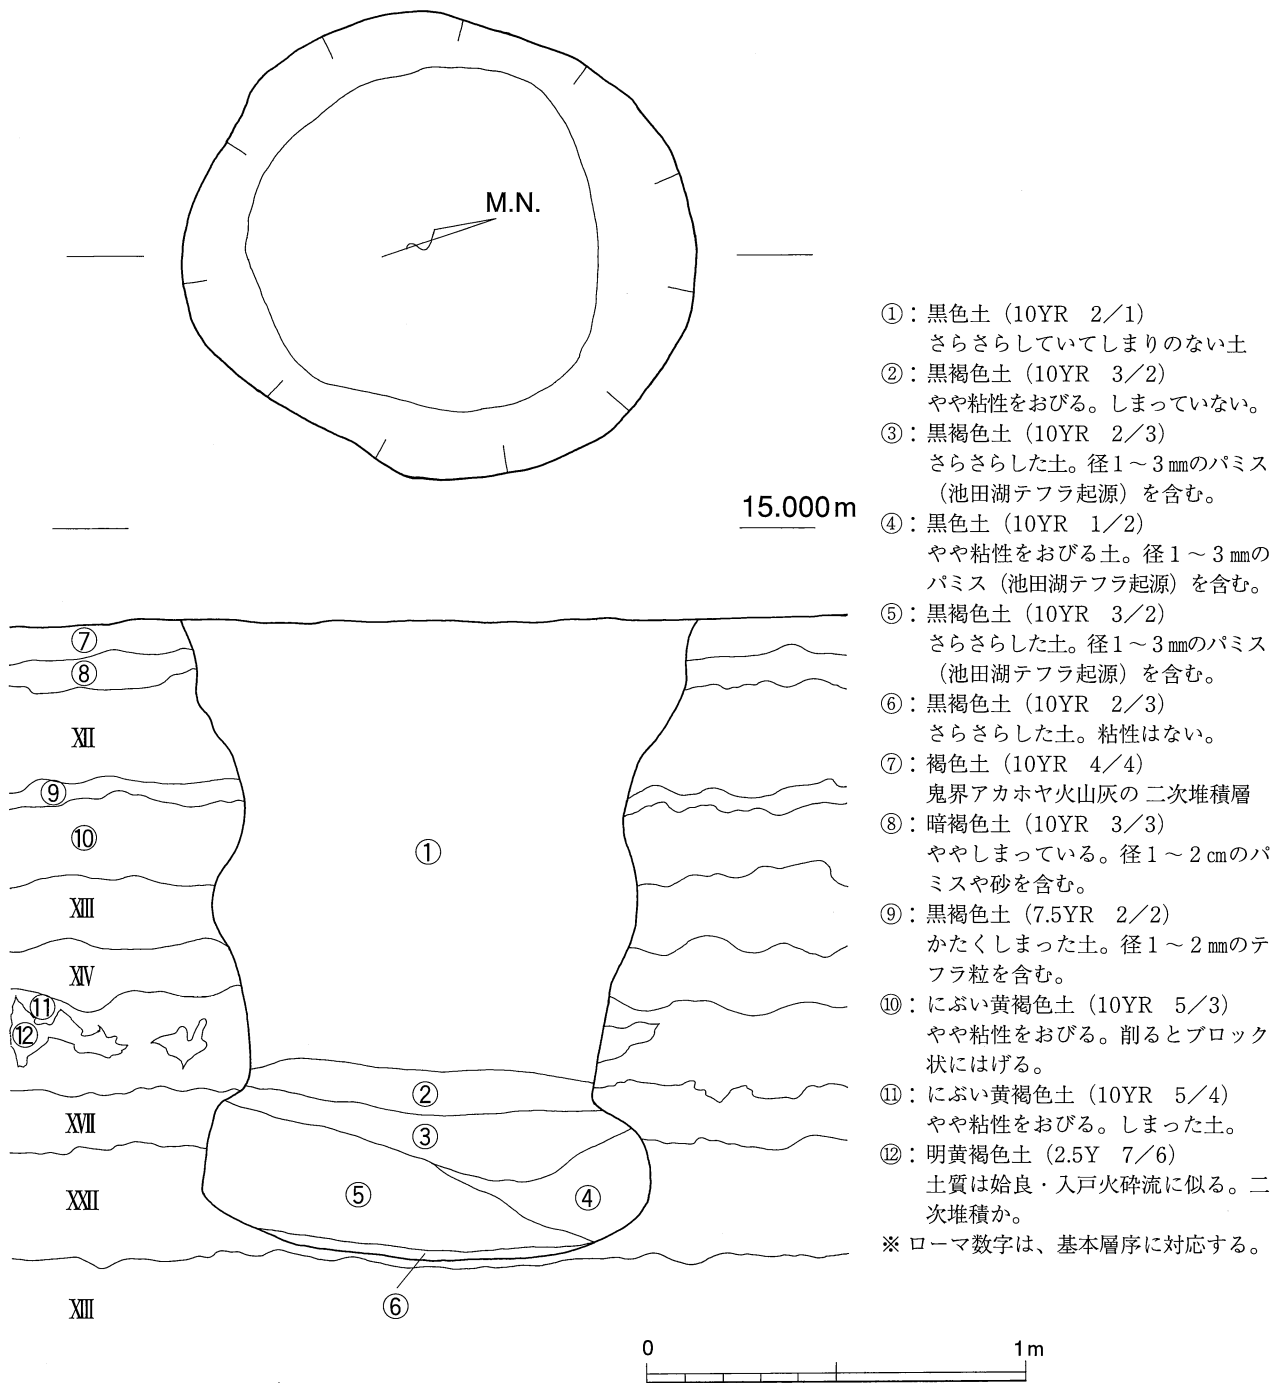 M.N.
15.000m
①：黒色土（10YR　2／1）
さらさらしていてしまりのない土
②：黒褐色土（10YR　3／2）
やや粘性をおびる。しまっていない。
③：黒褐色土（10YR　2／3）
さらさらした土。径１～３㎜のパミス
（池田湖テフラ起源）を含む。
④：黒色土（10YR　1／2）
やや粘性をおびる土。径１～３㎜の
パミス（池田湖テフラ起源）を含む。
⑤：黒褐色土（10YR　3／2）
さらさらした土。径１～３㎜のパミス
（池田湖テフラ起源）を含む。
⑥：黒褐色土（10YR　2／3）
さらさらした土。粘性はない。
⑦：褐色土（10YR　4／4）
鬼界アカホヤ火山灰の 二次堆積層
⑧：暗褐色土（10YR　3／3）
ややしまっている。径１～２㎝のパ
ミスや砂を含む。
⑨：黒褐色土（7.5YR　2／2）
かたくしまった土。径１～２㎜のテ
フラ粒を含む。
⑩：にぶい黄褐色土（10YR　5／3）
やや粘性をおびる。削るとブロック
状にはげる。
⑪：にぶい黄褐色土（10YR　5／4）
やや粘性をおびる。しまった土。
⑫：明黄褐色土（2.5Y　7／6）
土質は姶良・入戸火砕流に似る。二
次堆積か。
※ ローマ数字は、基本層序に対応する。
⑦
⑧
XII
⑨
⑩
①
XIII
XIV
⑪
⑫
②
XVII
③
⑤
④
XXII
⑥
XIII
0
1m